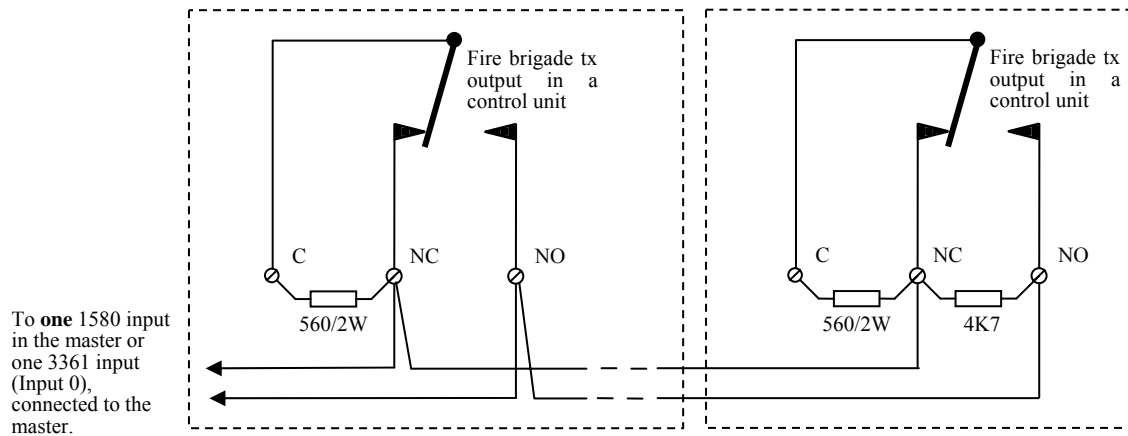 Fire brigade tx
output in a
control unit
C
NC
NO
560/2W
To one 1580 input
in the master or
one 3361 input
(Input 0),
connected to the
master.
Fire brigade tx
output in a
control unit
C
NC
NO
560/2W
4K7